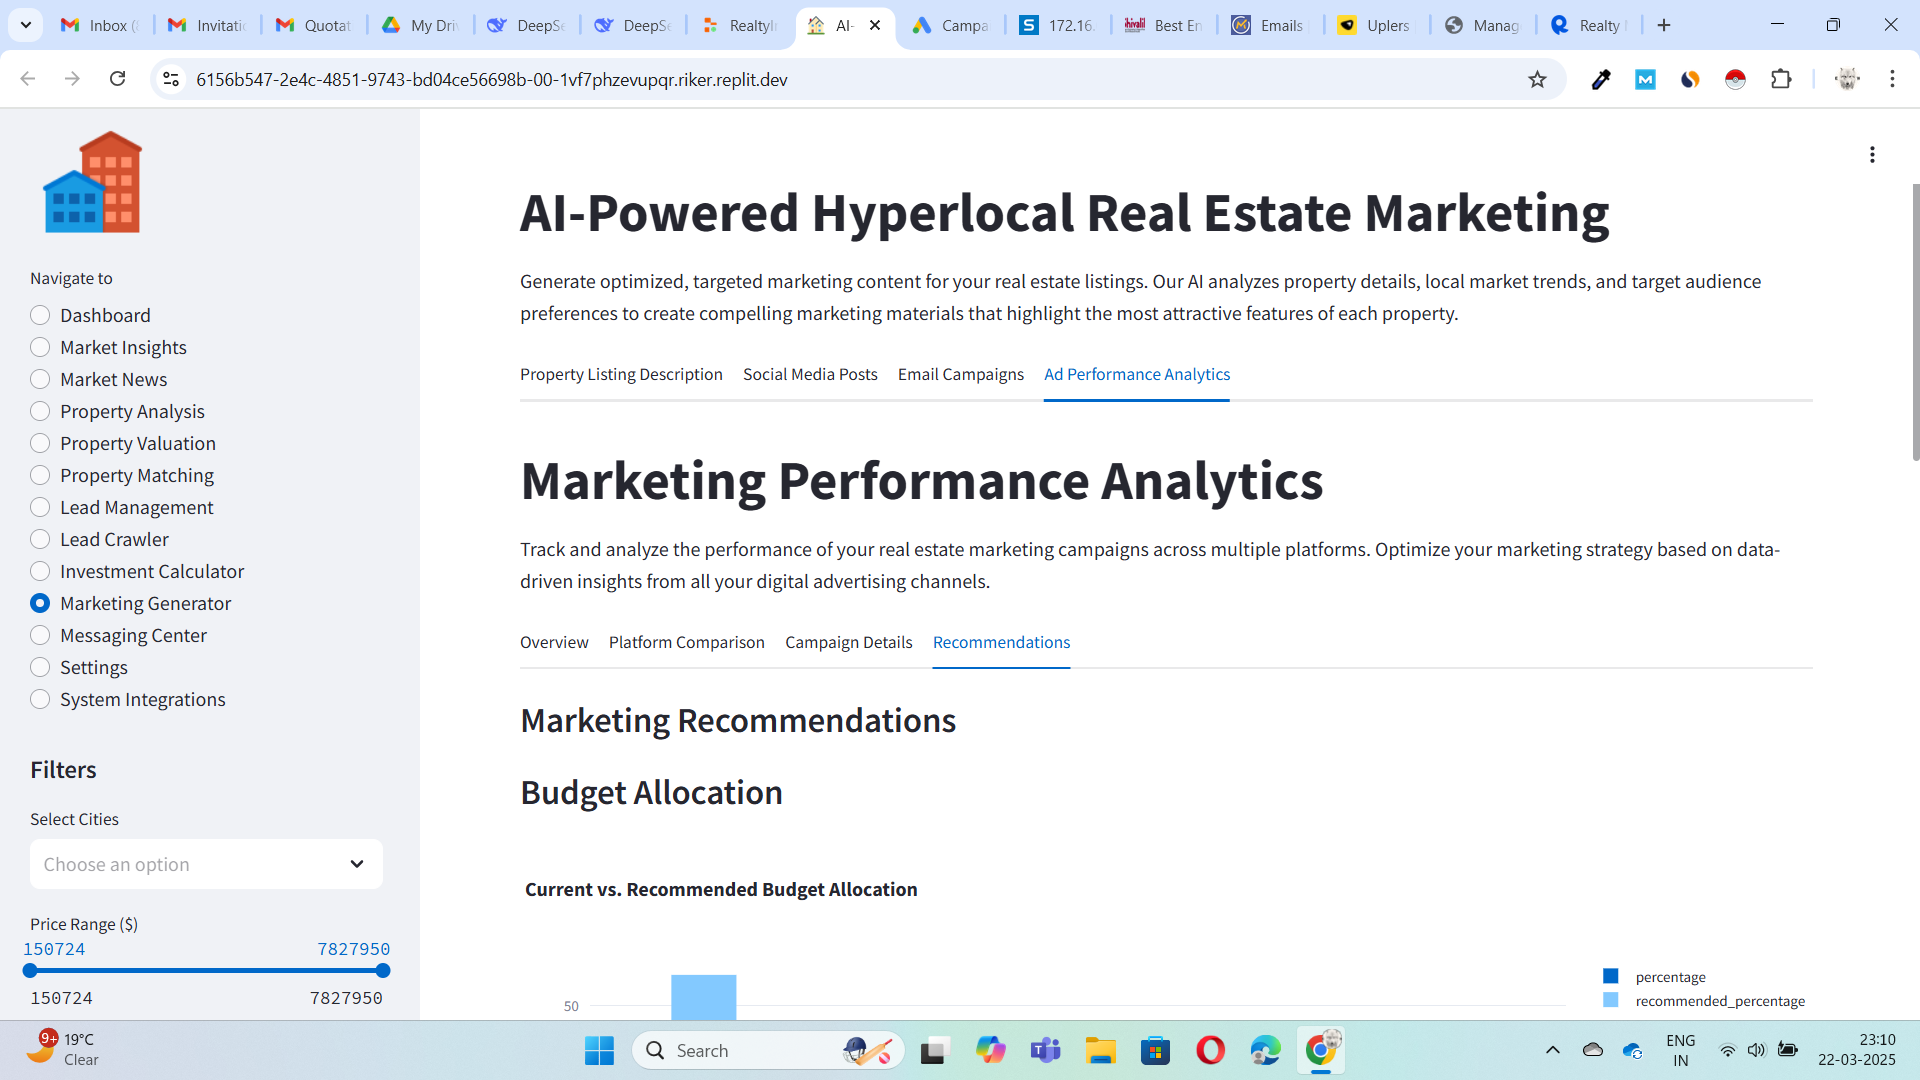 Inbox (
Invitatio
Quotat
My Driv
DeepSe
DeepSe
RealtyIn
AI-
Campa
172.16.
Best En
Emails
Uplers
Manag
Realty
6156b547-2e4c-4851-9743-bd04ce56698b-00-1vf7phzevupqr.riker.replit.dev
Navigate to
Dashboard
Market Insights
Market News
Property Analysis
Property Valuation
Property Matching
Lead Management
Lead Crawler
Investment Calculator
Marketing Generator
Messaging Center
Settings
System Integrations
Filters
Select Cities
Choose an option
Price Range ($)
150724 7827950
150724 7827950
AI-Powered Hyperlocal Real Estate Marketing
Generate optimized, targeted marketing content for your real estate listings. Our AI analyzes property details, local market trends, and target audience
preferences to create compelling marketing materials that highlight the most attractive features of each property.
Property Listing Description Social Media Posts Email Campaigns Ad Performance Analytics
Marketing Performance Analytics
Track and analyze the performance of your real estate marketing campaigns across multiple platforms. Optimize your marketing strategy based on data-
driven insights from all your digital advertising channels.
Overview Platform Comparison Campaign Details Recommendations
Marketing Recommendations
Budget Allocation
Current vs. Recommended Budget Allocation
50
percentage
recommended_percentage
9+
19°C
Clear
Search
ENG
IN
23:10
22-03-2025